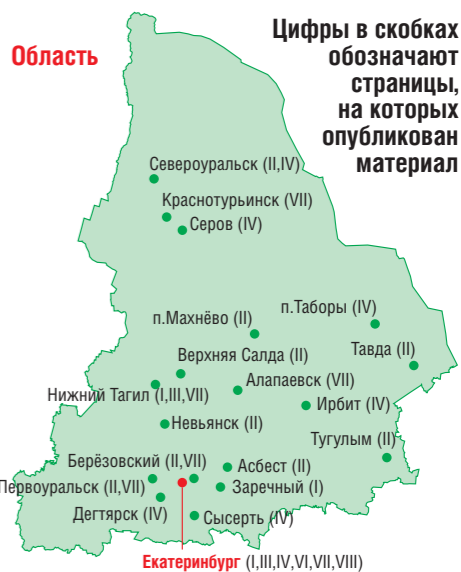 Область
Цифры в скобках
обозначают
страницы,
на которых
опубликован
материал
Североуральск (II,IV)
Краснотурьинск (VII)
Серов (IV)
п.Таборы (IV)
п.Махнёво (II)
Тавда (II)
Верхняя Салда (II)
Алапаевск (VII)
Нижний Тагил (I,III,VII)
Ирбит (IV)
Невьянск (II)
Тугулым (II)
Берёзовский (II,VII)
Асбест (II)
Первоуральск (II,VII)
Заречный (I)
Дегтярск (IV)
Сысерть (IV)
Екатеринбург (I,III,IV,VI,VII,VIII)